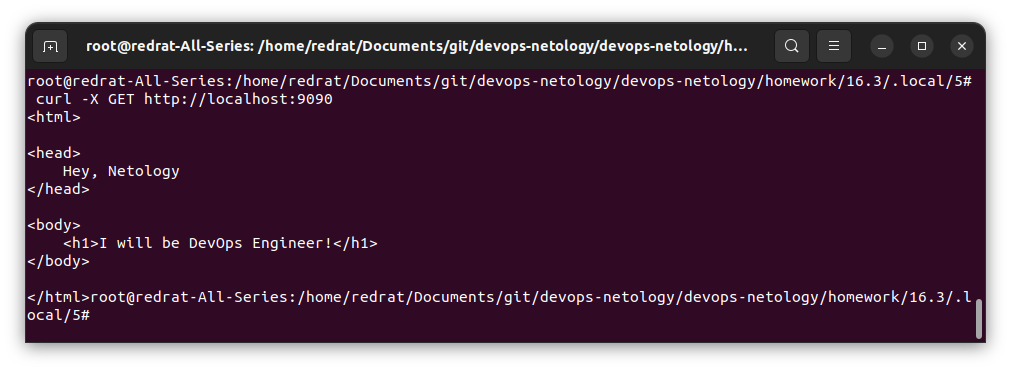 root@redrat-All-Series: /home/redrat/Documents/git/devops-netology/devops-netology/h...
root@redrat-All-Series:/home/redrat/Documents/git/devops-netology/devops-netology/homework/16.3/.local/5#
 curl -X GET http://localhost:9090
<html>

<head>
    Hey, Netology
</head>

<body>
    <h1>I will be DevOps Engineer!</h1>
</body>

</html>root@redrat-All-Series:/home/redrat/Documents/git/devops-netology/devops-netology/homework/16.3/.l
ocal/5#